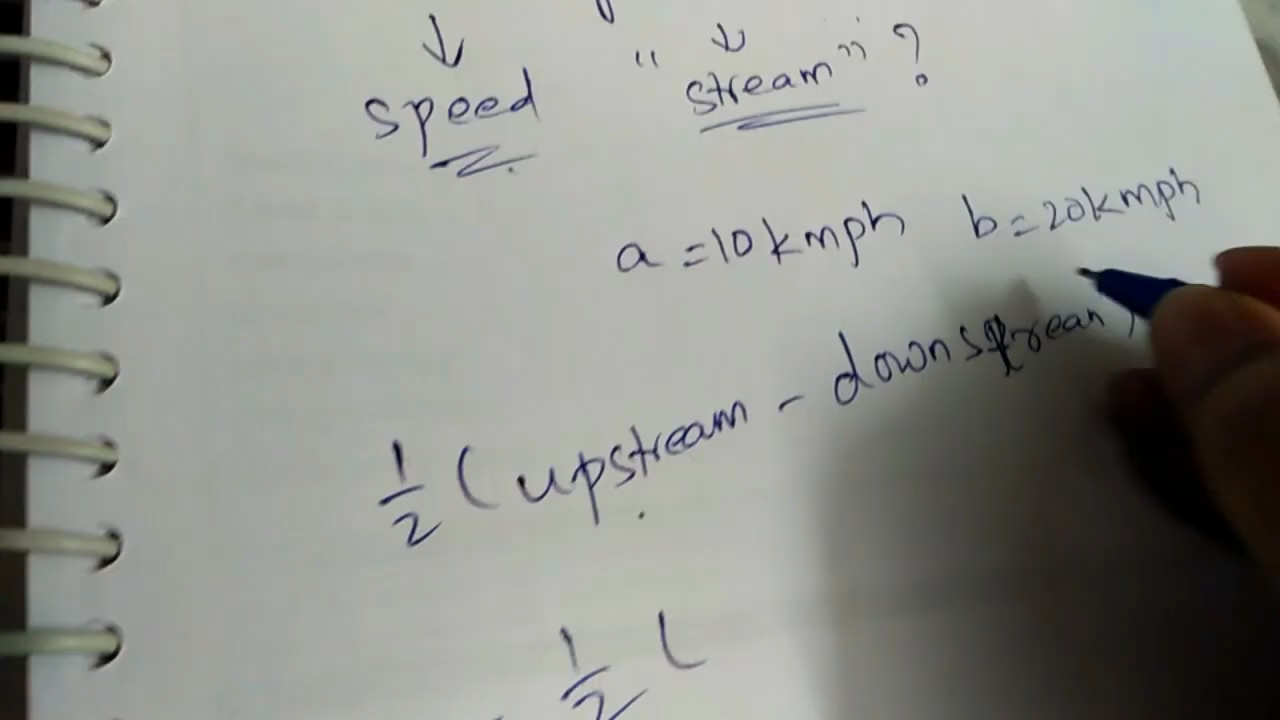 speed "stream" ?
a = 10 kmph b = 20 kmph
1/2 ( upstream - downstream )
1/2 (